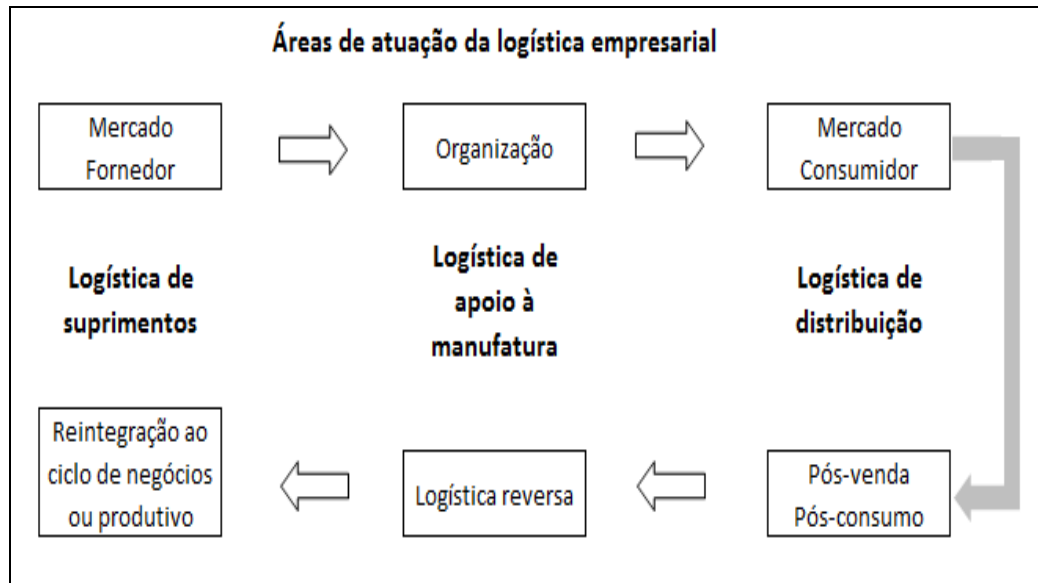 Áreas de atuação da logística empresarial
Mercado
Fornedor
Organização
Mercado
Consumidor
Logística de
suprimentos
Logística de
apoio à
manufatura
Logística de
distribuição
Reintegração ao
ciclo de negócios
ou produtivo
Logística reversa
Pós-venda
Pós-consumo